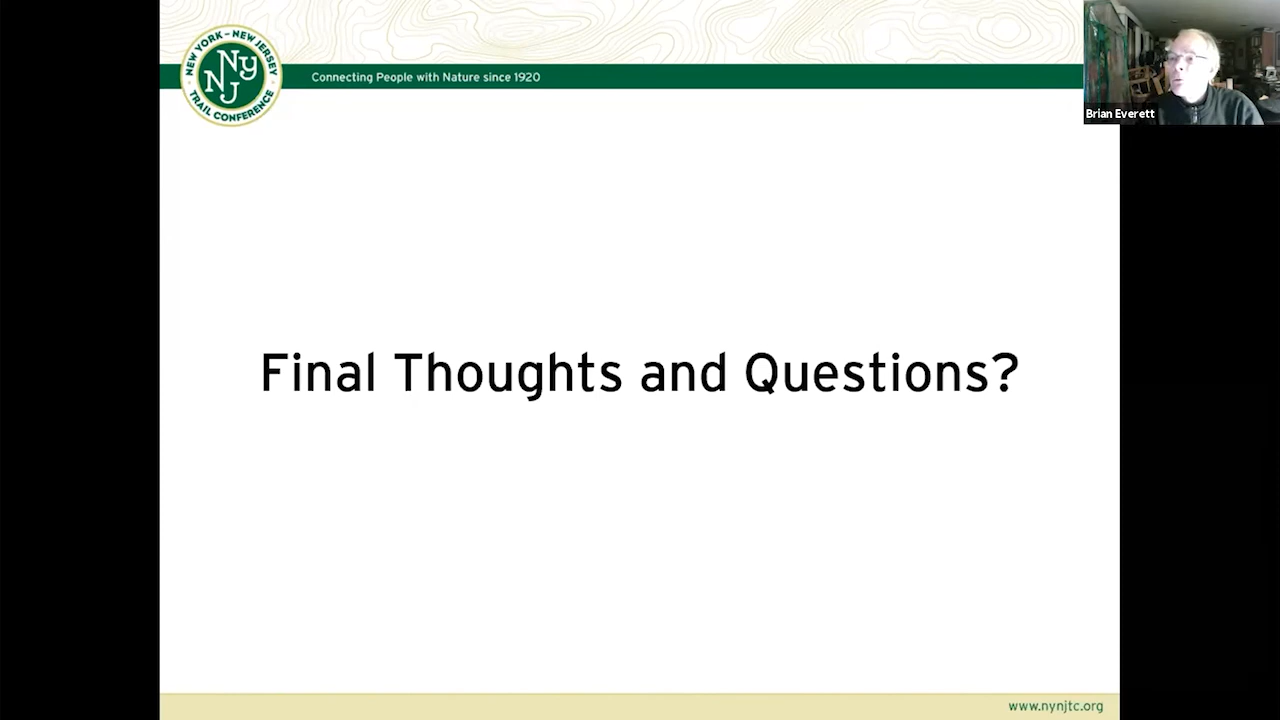 NEW YORK – NEW JERSEY
NY
NJ
TRAIL CONFERENCE
Connecting People with Nature since 1920
Brian Everett
Final Thoughts and Questions?
www.nynjtc.org